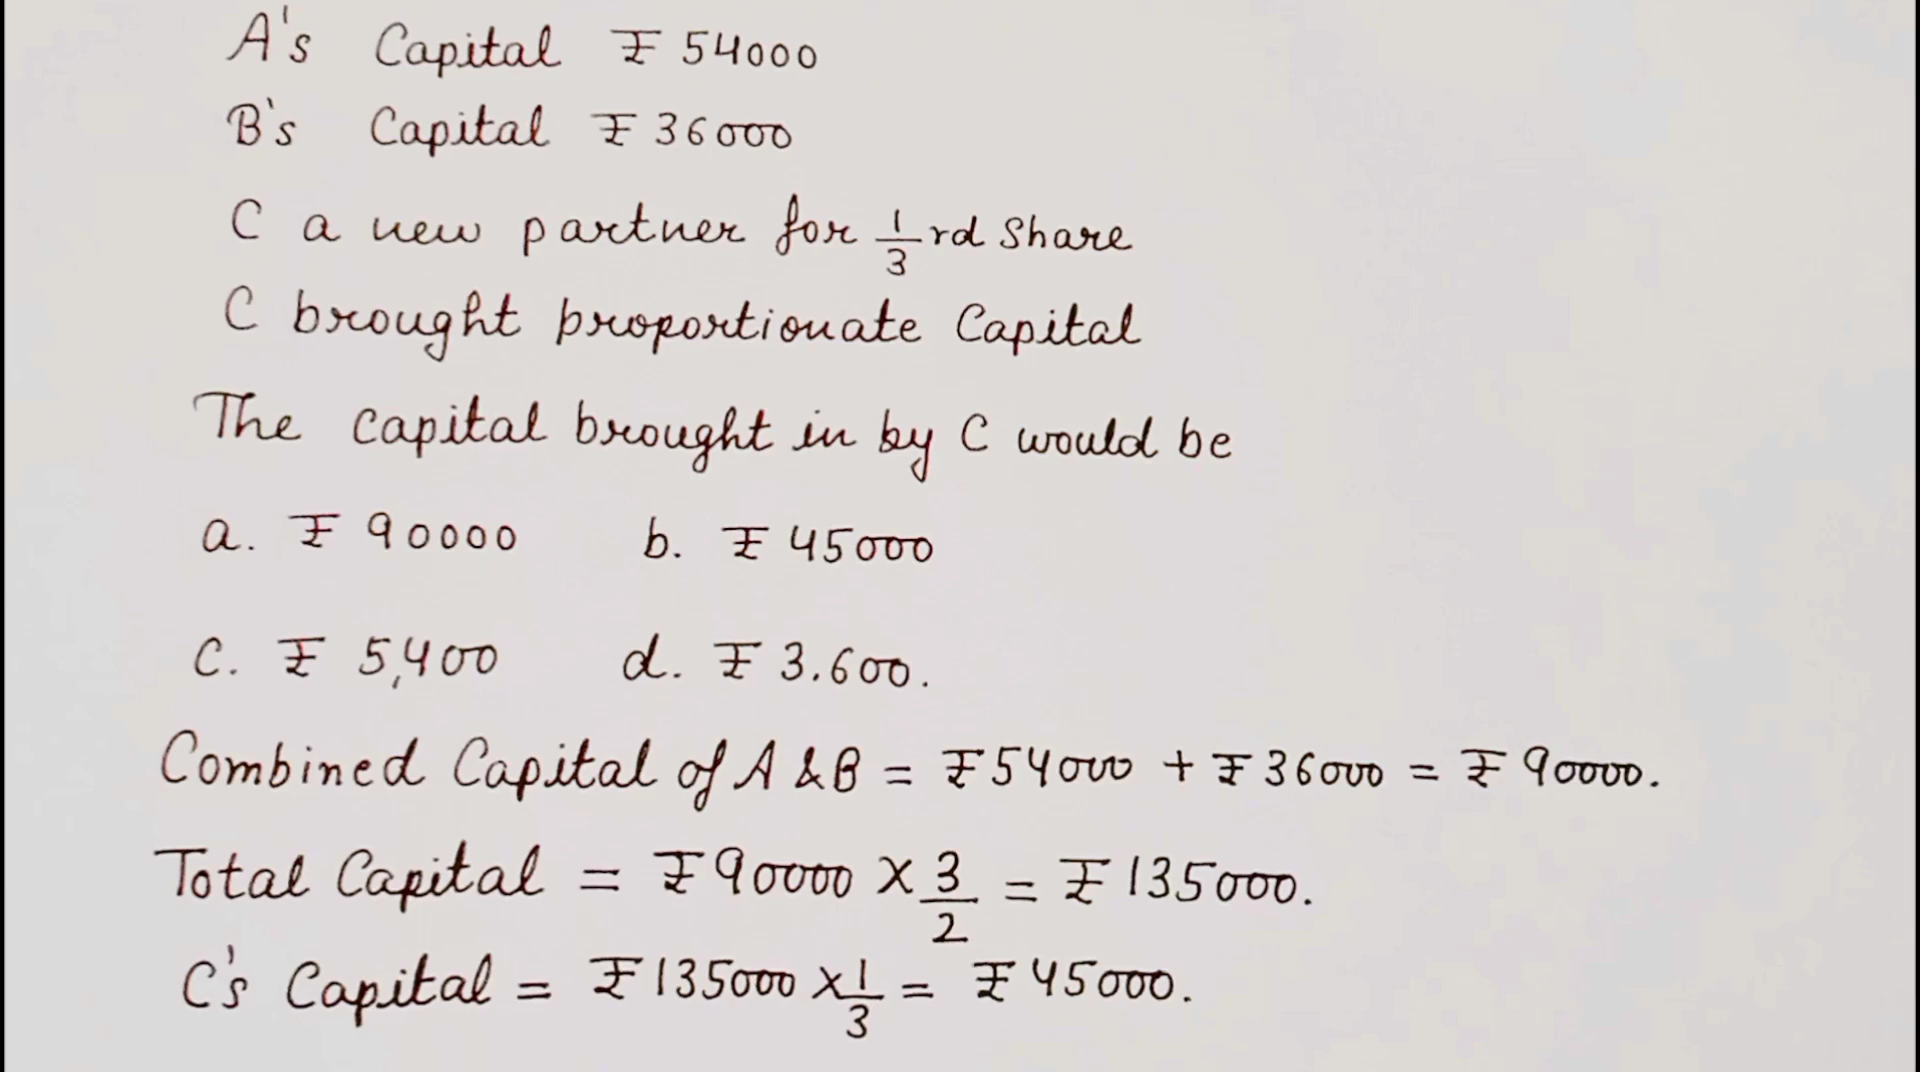 A's Capital ₹ 54000
B's Capital ₹ 36000
C a new partner for 1/3 rd Share
C brought proportionate Capital
The Capital brought in by C would be
a. ₹ 90000 b. ₹ 45000
C. ₹ 5,400 d. ₹ 3.600.
Combined Capital of A & B = ₹54000 + ₹36000 = ₹90000.
Total Capital = ₹90000 × 3/2 = ₹135000.
C's Capital = ₹135000 × 1/3 = ₹45000.